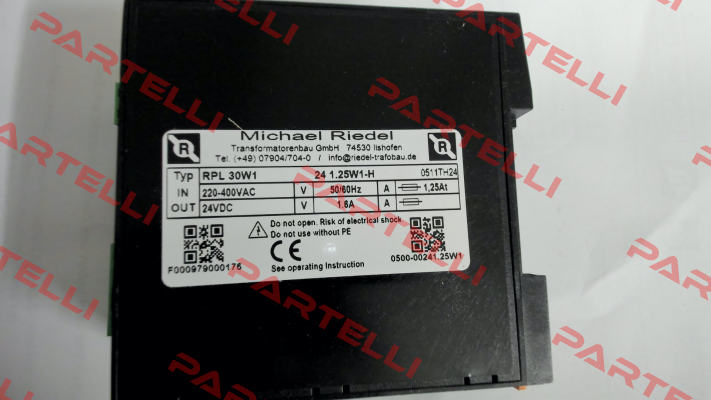 Michael Riedel
Transformatorenbau GmbH 74530 Ilshofen
Tel. (+49) 07904/704-0 / info@riedel-trafobau.de
R
R
Typ RPL 30W1 24 1.25W1-H 0511TH24
IN 220-400VAC V 50/60Hz A 1,25At
OUT 24VDC V 1.6A A
Do not open. Risk of electrical shock
Do not use without PE
CE
See operating Instruction
F000979000176
0500-00241.25W1
PARTELLI
PARTELLI
PARTELLI
PARTELLI
PARTELLI
PARTELLI
PARTELLI